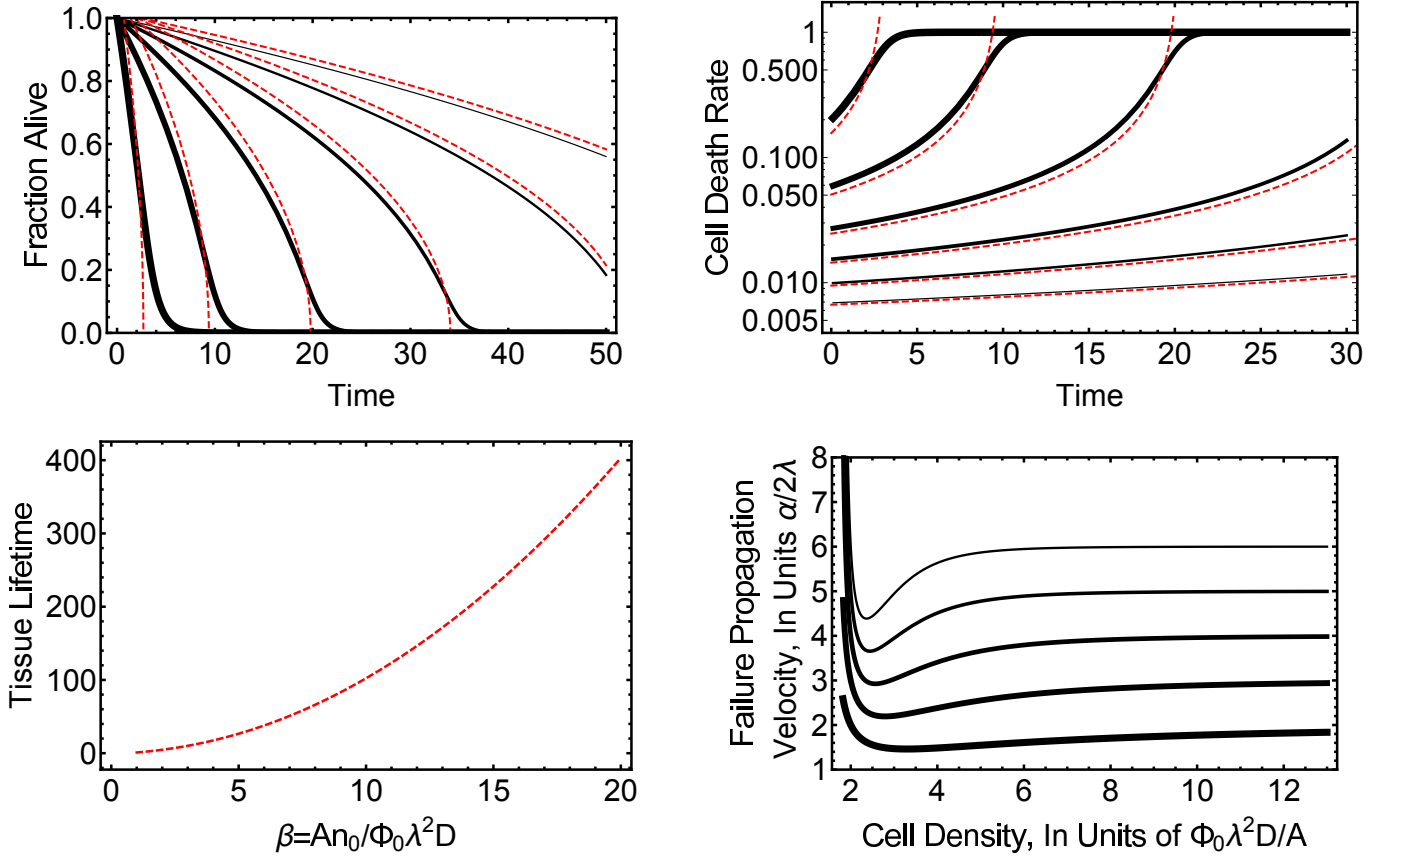 Fraction Alive
1.0
0.8
0.6
0.4
0.2
0.0
0 10 20 30 40 50
Time
Cell Death Rate
1
0.500
0.100
0.050
0.010
0.005
0 5 10 15 20 25 30
Time
Tissue Lifetime
400
300
200
100
0
0 5 10 15 20
β=An₀/Φ₀λ²D
Failure Propagation
Velocity, In Units α/2λ
8
7
6
5
4
3
2
1
2 4 6 8 10 12
Cell Density, In Units of Φ₀λ²D/A